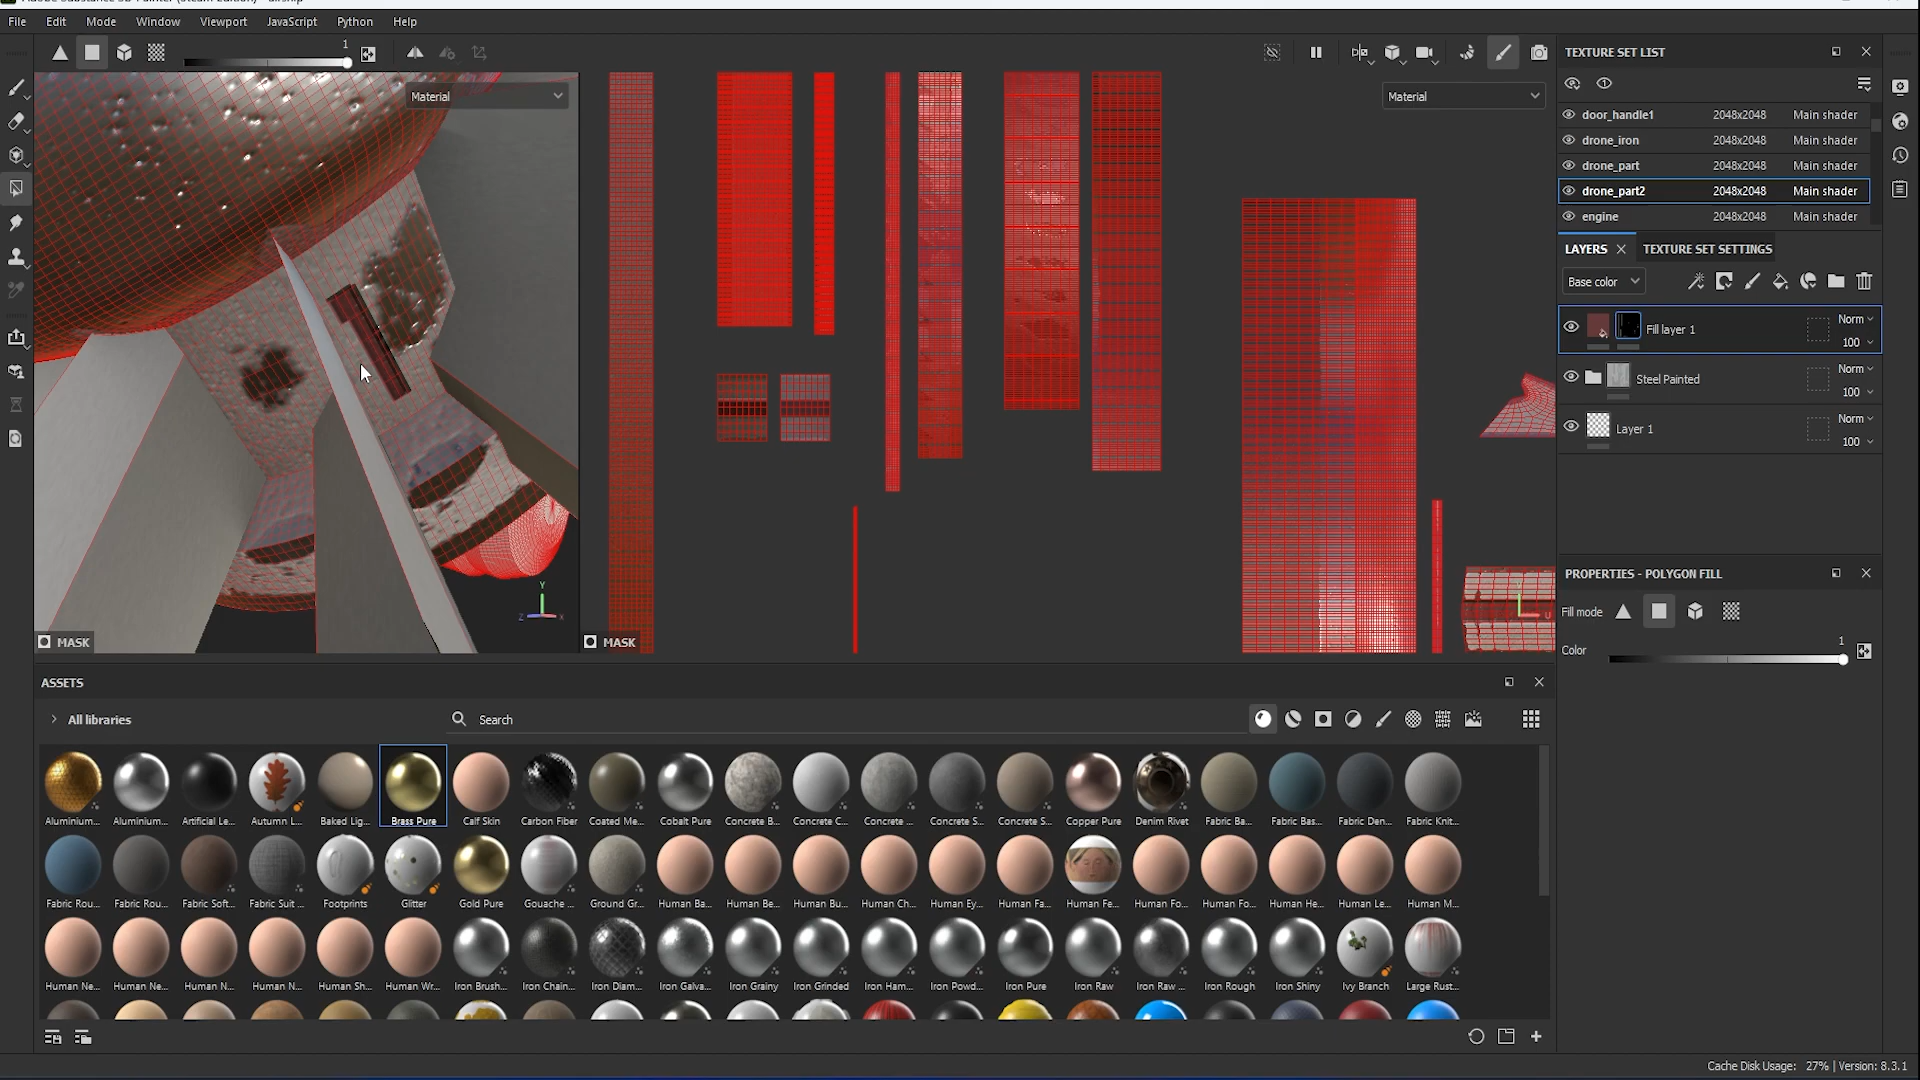 File Edit Mode Window Viewport JavaScript Python Help
1
TEXTURE SET LIST
Material
Material
door_handle1 2048x2048 Main shader
drone_iron 2048x2048 Main shader
drone_part 2048x2048 Main shader
drone_part2 2048x2048 Main shader
engine 2048x2048 Main shader
LAYERS TEXTURE SET SETTINGS
Base color
Fill layer 1 Norm 100
Steel Painted Norm 100
Layer 1 Norm 100
PROPERTIES - POLYGON FILL
Fill mode
Color 1
MASK
MASK
Y
Z
ASSETS
All libraries
Search
Aluminium... Aluminium... Artificial Le... Autumn L... Baked Lig... Brass Pure Calf Skin Carbon Fiber Coated Me... Cobalt Pure Concrete B... Concrete C... Concrete ... Concrete S... Concrete S... Copper Pure Denim Rivet Fabric Ba... Fabric Bas... Fabric Den... Fabric Knit...
Fabric Rou... Fabric Rou... Fabric Soft... Fabric Suit ... Footprints Glitter Gold Pure Gouache ... Ground Gr... Human Ba... Human Be... Human Bu... Human Ch... Human Ey... Human Fa... Human Fe... Human Fo... Human Fo... Human He... Human Le... Human M...
Human Ne... Human Ne... Human N... Human N... Human Sh... Human Wr... Iron Brush... Iron Chain... Iron Diam... Iron Galva... Iron Grainy Iron Grinded Iron Ham... Iron Powd... Iron Pure Iron Raw Iron Raw ... Iron Rough Iron Shiny Ivy Branch Large Rust...
Cache Disk Usage: 27% | Version: 8.3.1